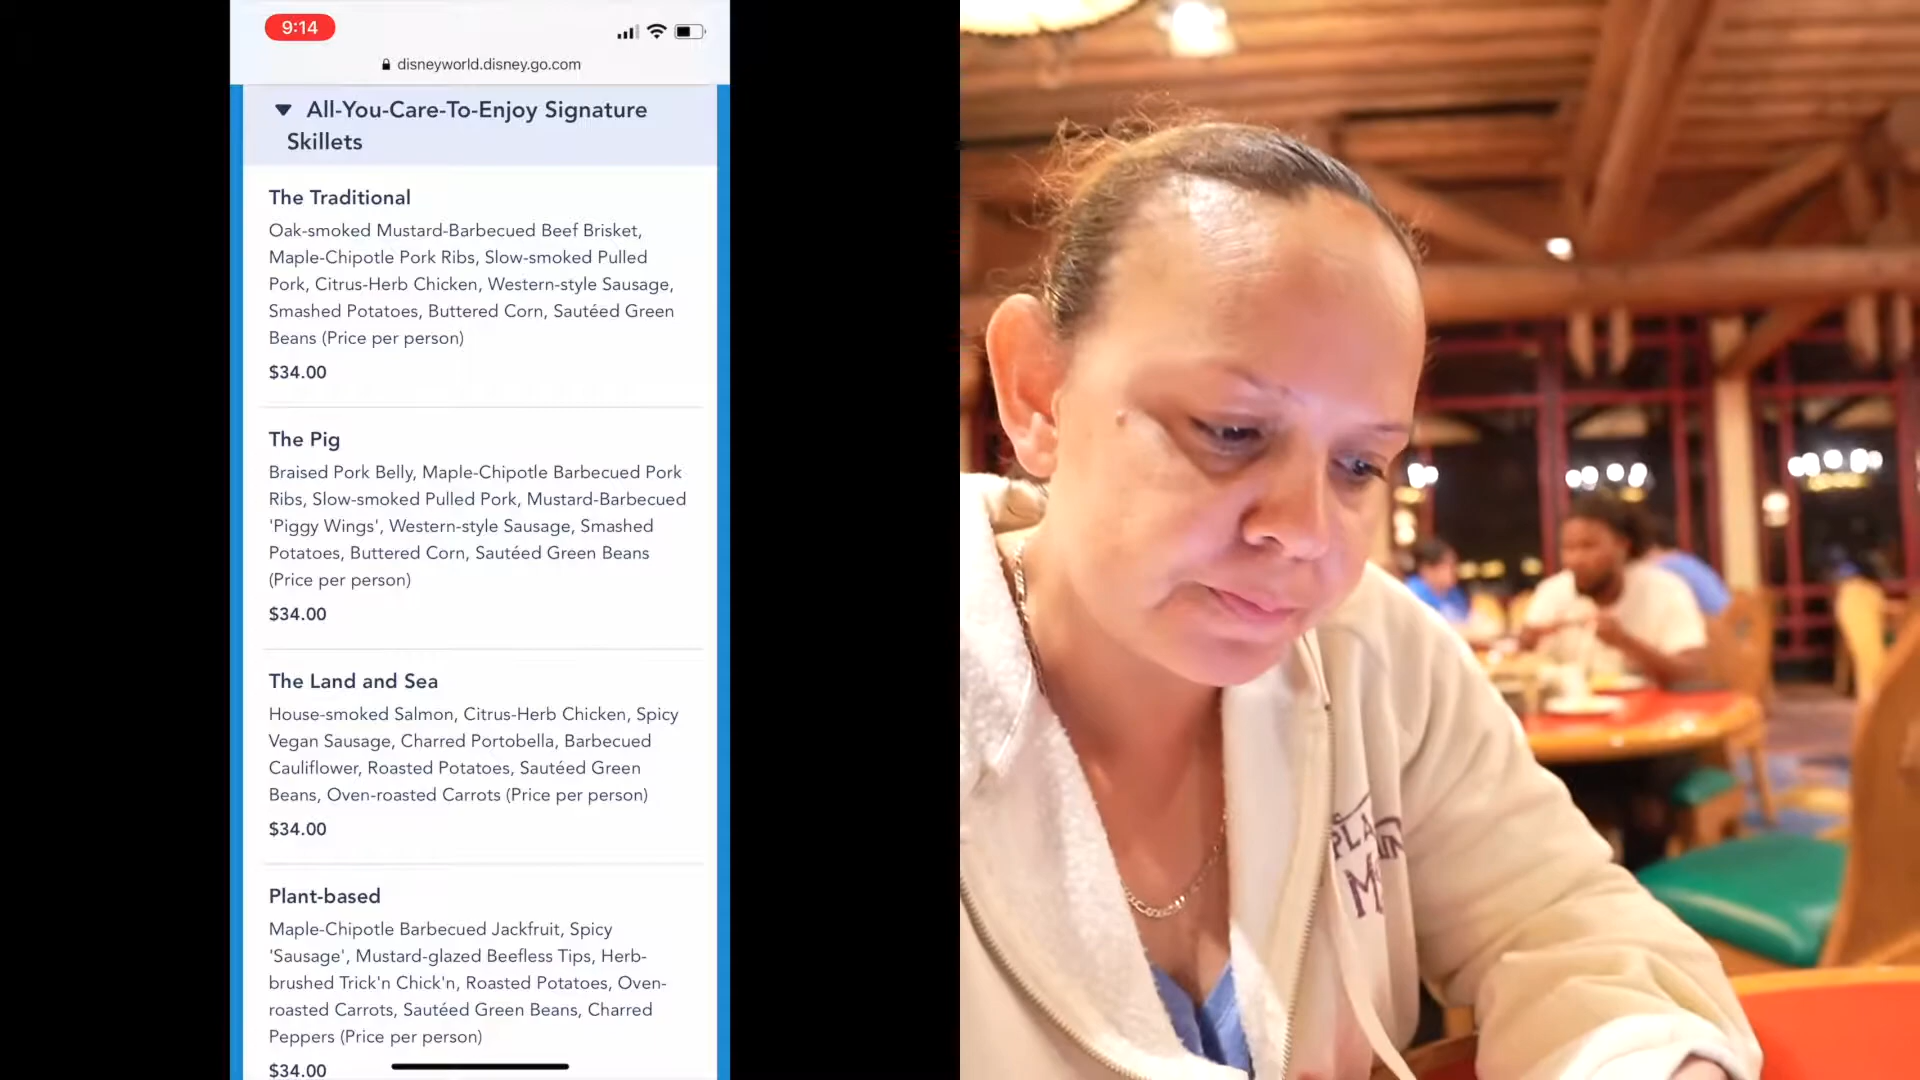 9:14
disneyworld.disney.go.com
All-You-Care-To-Enjoy Signature
Skillets
The Traditional
Oak-smoked Mustard-Barbecued Beef Brisket,
Maple-Chipotle Pork Ribs, Slow-smoked Pulled
Pork, Citrus-Herb Chicken, Western-style Sausage,
Smashed Potatoes, Buttered Corn, Sautéed Green
Beans (Price per person)
$34.00
The Pig
Braised Pork Belly, Maple-Chipotle Barbecued Pork
Ribs, Slow-smoked Pulled Pork, Mustard-Barbecued
'Piggy Wings', Western-style Sausage, Smashed
Potatoes, Buttered Corn, Sautéed Green Beans
(Price per person)
$34.00
The Land and Sea
House-smoked Salmon, Citrus-Herb Chicken, Spicy
Vegan Sausage, Charred Portobella, Barbecued
Cauliflower, Roasted Potatoes, Sautéed Green
Beans, Oven-roasted Carrots (Price per person)
$34.00
Plant-based
Maple-Chipotle Barbecued Jackfruit, Spicy
'Sausage', Mustard-glazed Beefless Tips, Herb-
brushed Trick'n Chick'n, Roasted Potatoes, Oven-
roasted Carrots, Sautéed Green Beans, Charred
Peppers (Price per person)
$34.00